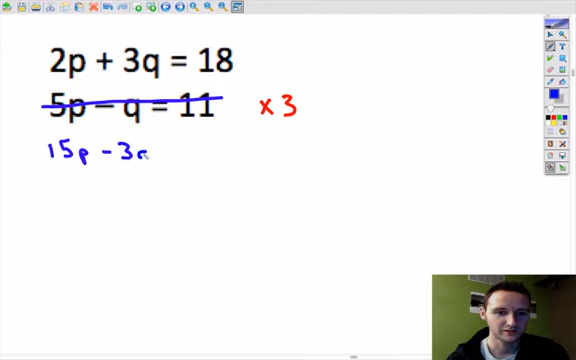 2p + 3q = 18
5p – q = 11 × 3
15p - 3